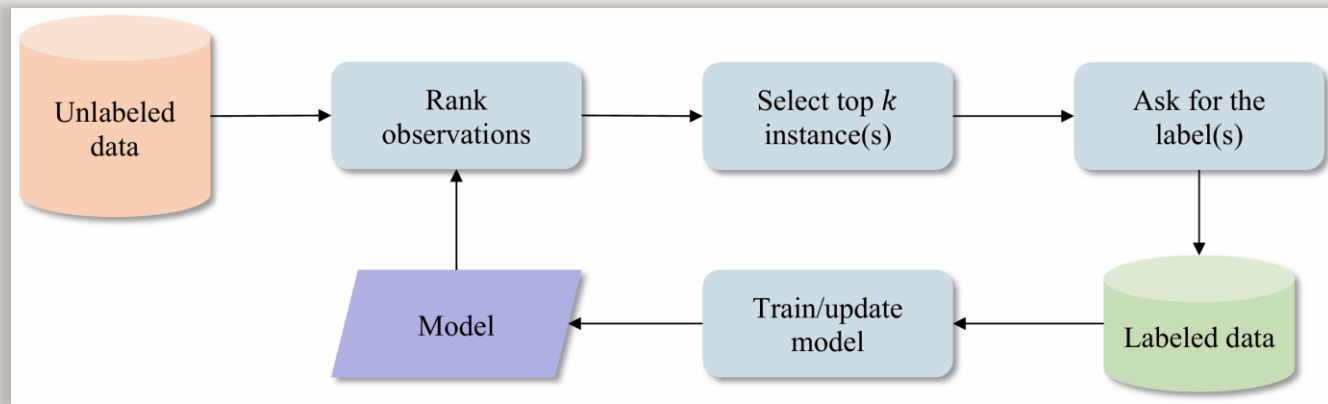 Unlabeled
data
Rank
observations
Select top k
instance(s)
Ask for the
label(s)
Model
Train/update
model
Labeled data